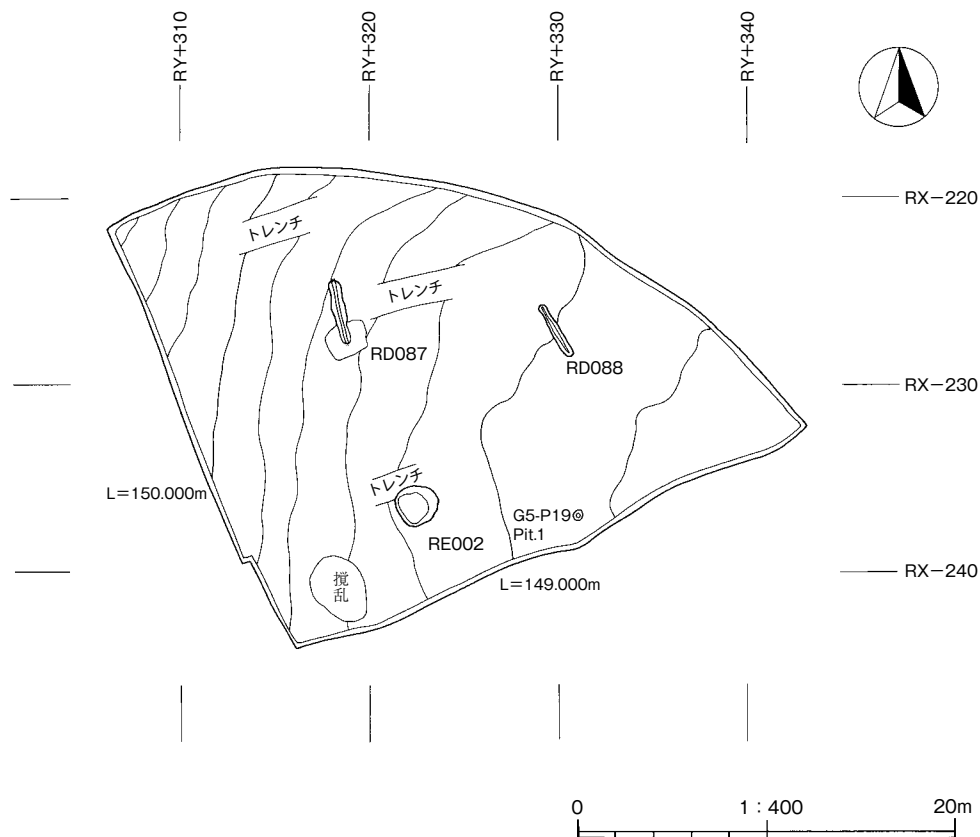 RY+310
RY+320
RY+330
RY+340
RX-220
トレンチ
トレンチ
RD087
RD088
RX-230
トレンチ
L=150.000m
RE002
G5-P19
Pit.1
撹乱
L=149.000m
RX-240
0 1:400 20m